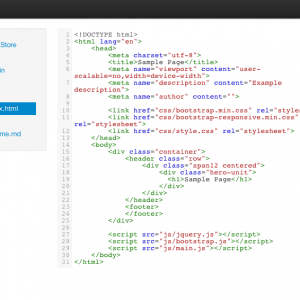 Store
in
x.html
me.md
1 <!DOCTYPE html>
2 <html lang="en">
3 <head>
4 <meta charset="utf-8">
5 <title>Sample Page</title>
6 <meta name="viewport" content="user-
scalable=no,width=device-width">
7 <meta name="description" content="Example
description">
8 <meta name="author" content="">
9
10 <link href="css/bootstrap.min.css" rel="styles
11 <link href="css/bootstrap-responsive.min.css"
rel="stylesheet">
12 <link href="css/style.css" rel="stylesheet">
13 </head>
14 <body>
15 <div class="container">
16 <header class="row">
17 <div class="span12 centered">
18 <div class="hero-unit">
19 <h1>Sample Page</h1>
20 </div>
21 </div>
22 </header>
23 <footer>
24 </footer>
25 </div>
26
27 <script src="js/jquery.js"></script>
28 <script src="js/bootstrap.js"></script>
29 <script src="js/main.js"></script>
30 </body>
31 </html>